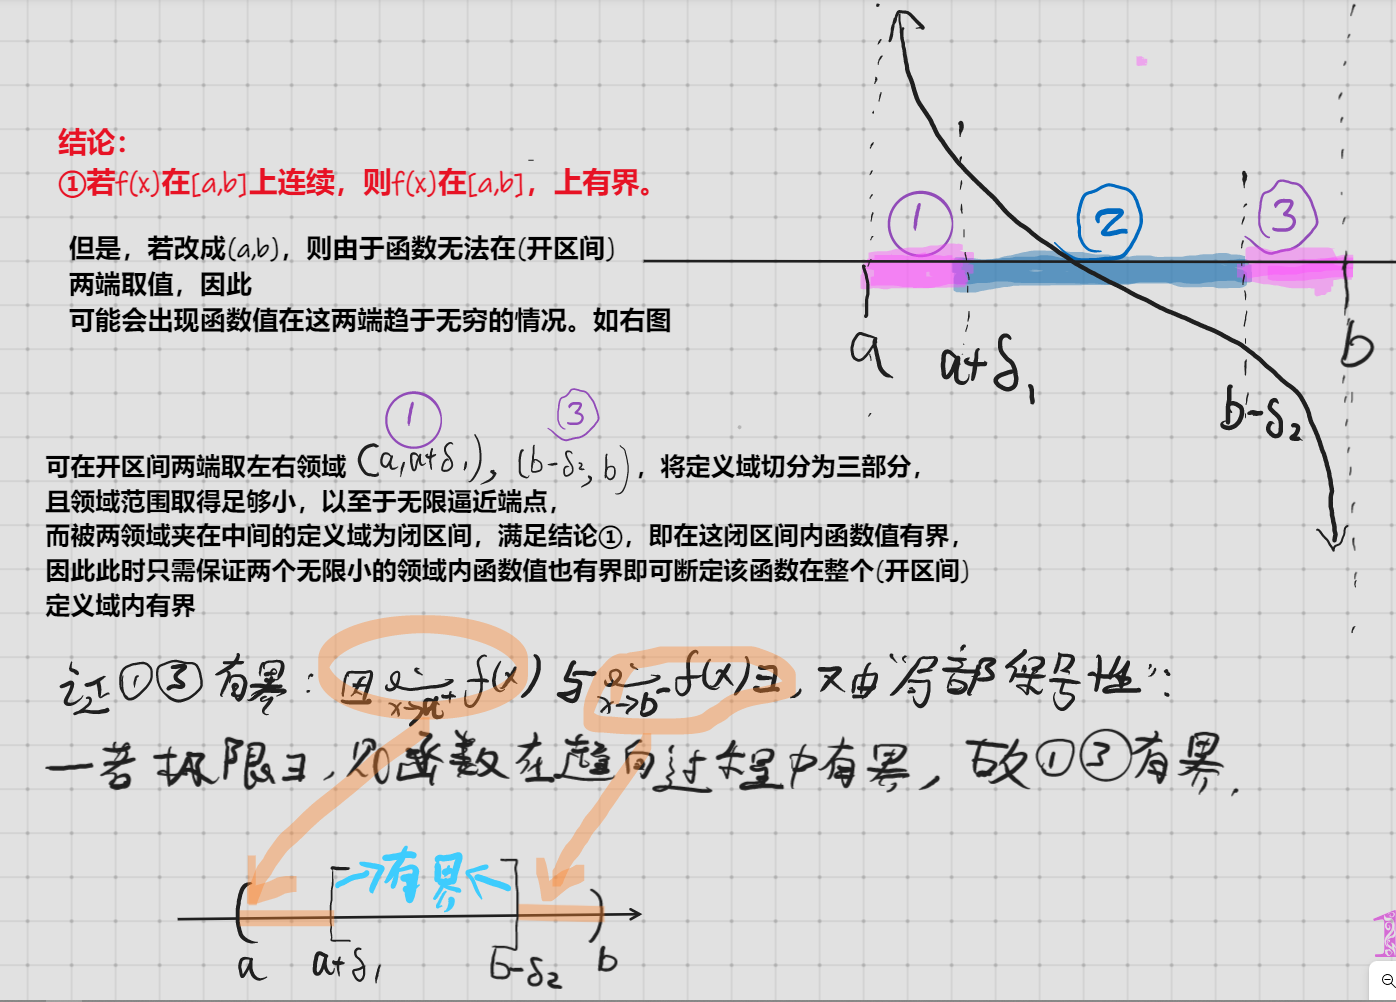 结论：
①若f(x)在[a,b]上连续，则f(x)在[a,b]，上有界。
但是，若改成(a,b)，则由于函数无法在(开区间)
两端取值，因此
可能会出现函数值在这两端趋于无穷的情况。如右图
1
2
3
a
a+δ₁
b-δ₂
b
1
3
可在开区间两端取左右领域 (a,a+δ₁), (b-δ₂,b)，将定义域切分为三部分，
且领域范围取得足够小，以至于无限逼近端点，
而被两领域夹在中间的定义域为闭区间，满足结论①，即在这闭区间内函数值有界，
因此此时只需保证两个无限小的领域内函数值也有界即可断定该函数在整个(开区间)
定义域内有界
证①③有界：因 x→a⁺ f(x) 与 x→b⁻ f(x)∃, 又由“局部保号性”：
一若极限∃, 则函数在趋向过程中有界, 故①③有界.
→有界←
a
a+δ₁
b-δ₂
b
1